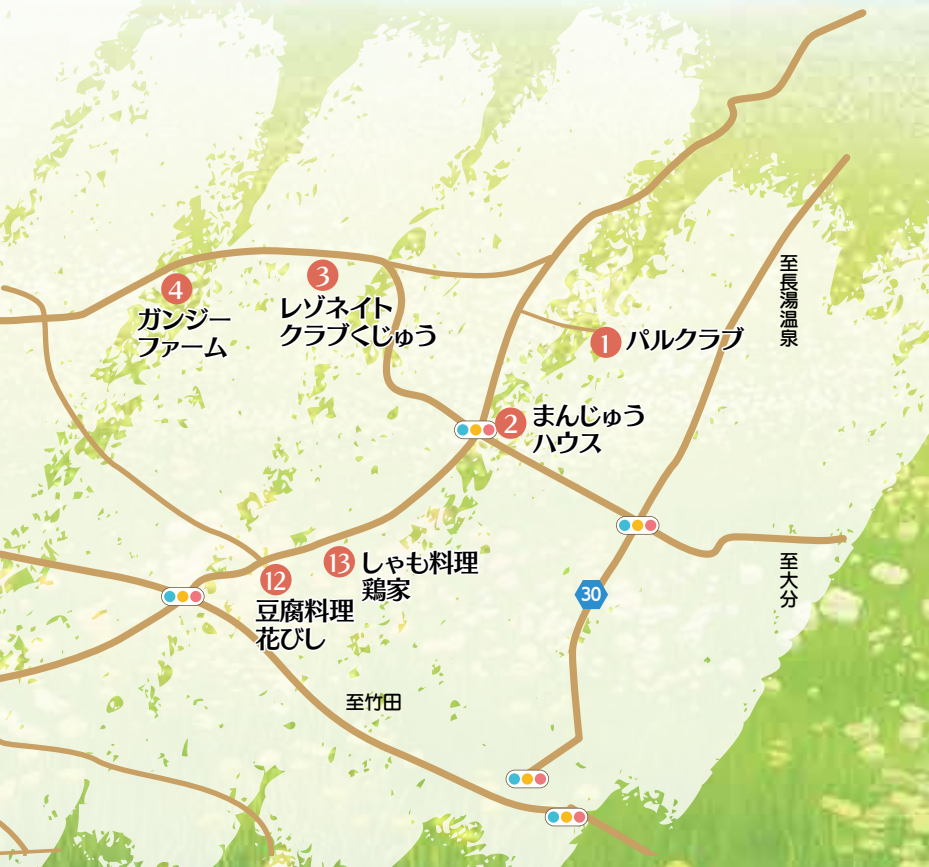 至長湯温泉
3
4
レゾネイト
クラブくじゅう
ガンジー
ファーム
1 パルクラブ
2 まんじゅう
ハウス
13 しゃも料理
鶏家
至大分
12
豆腐料理
花びし
30
至竹田